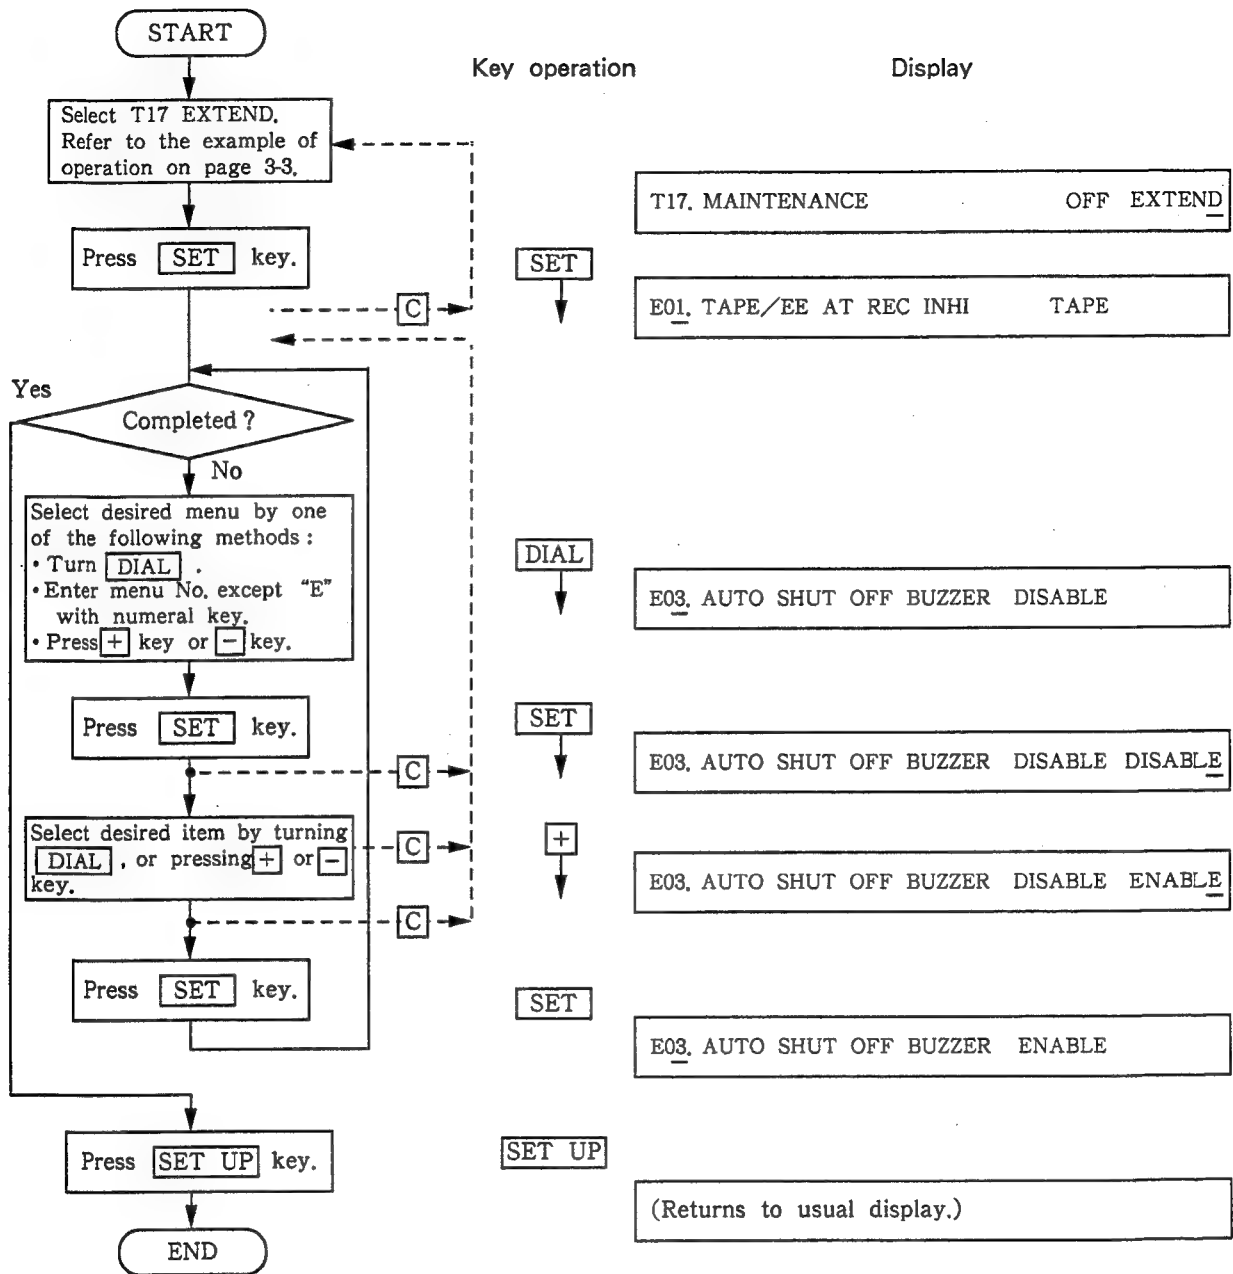 START
Key operation
Display
Select T17 EXTEND.
Refer to the example of
operation on page 3-3.
T17. MAINTENANCE OFF EXTEND
Press SET key.
SET
C
E01. TAPE/EE AT REC INHI TAPE
Yes
Completed ?
No
Select desired menu by one
of the following methods :
• Turn DIAL .
• Enter menu No. except "E"
with numeral key.
• Press + key or − key.
DIAL
E03. AUTO SHUT OFF BUZZER DISABLE
Press SET key.
SET
E03. AUTO SHUT OFF BUZZER DISABLE DISABLE
C
Select desired item by turning
DIAL , or pressing + or −
key.
C
+
E03. AUTO SHUT OFF BUZZER DISABLE ENABLE
C
Press SET key.
SET
E03. AUTO SHUT OFF BUZZER ENABLE
Press SET UP key.
SET UP
(Returns to usual display.)
END